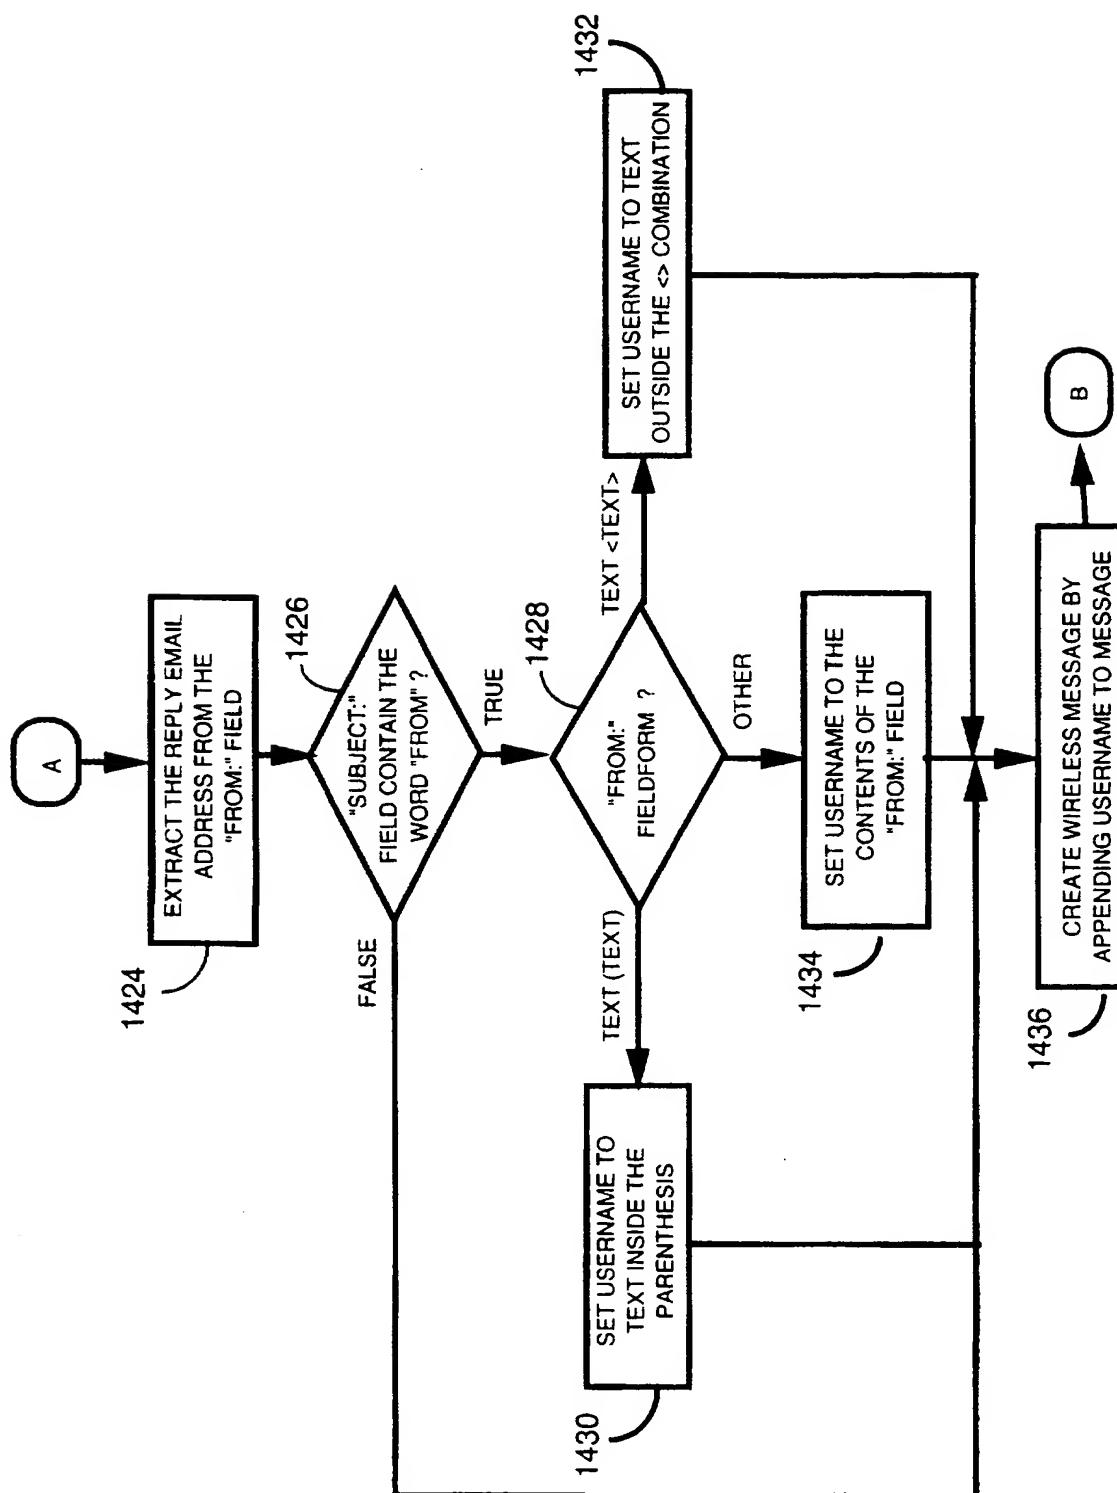 A
EXTRACT THE REPLY EMAIL
ADDRESS FROM THE
"FROM:" FIELD
1424
"SUBJECT:"
FIELD CONTAIN THE
WORD "FROM" ?
1426
FALSE
TRUE
"FROM:"
FIELDFORM ?
1428
TEXT (TEXT)
TEXT <TEXT>
OTHER
SET USERNAME TO
TEXT INSIDE THE
PARENTHESIS
1430
SET USERNAME TO TEXT
OUTSIDE THE <> COMBINATION
1432
SET USERNAME TO THE
CONTENTS OF THE
"FROM:" FIELD
1434
CREATE WIRELESS MESSAGE BY
APPENDING USERNAME TO MESSAGE
1436
B